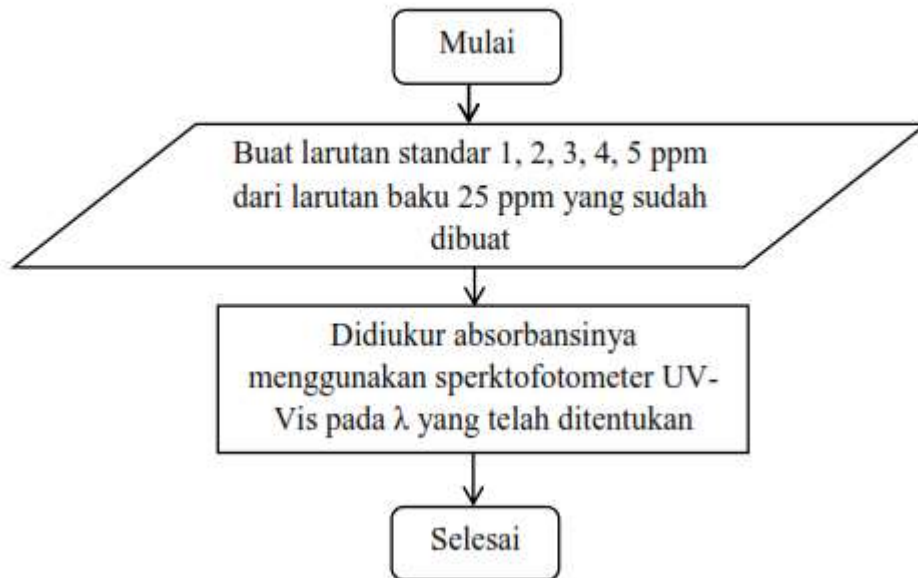 Mulai
Buat larutan standar 1, 2, 3, 4, 5 ppm
dari larutan baku 25 ppm yang sudah
dibuat
Didiukur absorbansinya
menggunakan sperktofotometer UV-
Vis pada λ yang telah ditentukan
Selesai